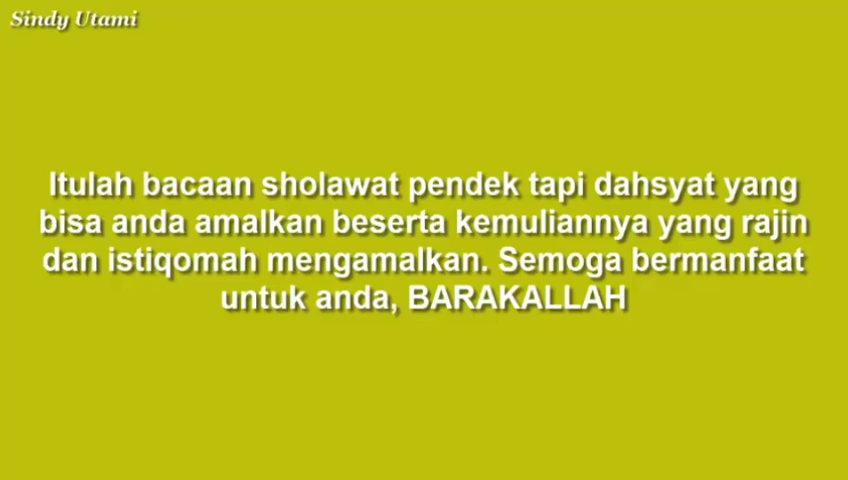 Sindy Utami
Itulah bacaan sholawat pendek tapi dahsyat yang
bisa anda amalkan beserta kemuliannya yang rajin
dan istiqomah mengamalkan. Semoga bermanfaat
untuk anda, BARAKALLAH